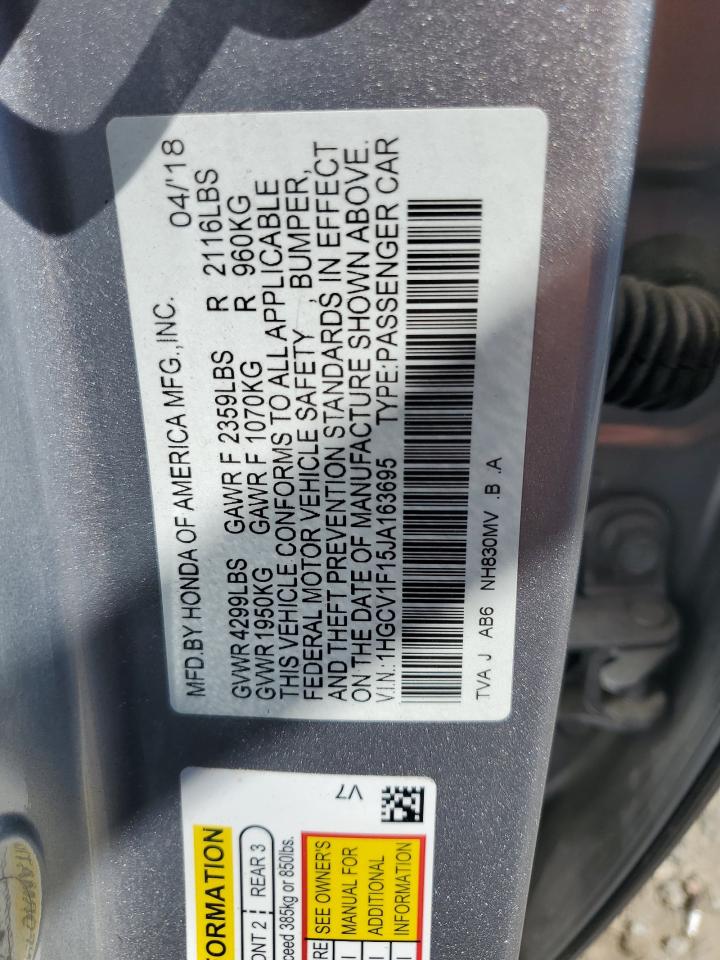 MFD.BY HONDA OF AMERICA MFG.,INC. 04/'18
GVWR 4299LBS GAWR F 2359LBS R 2116LBS
GVWR 1950KG GAWR F 1070KG R 960KG
THIS VEHICLE CONFORMS TO ALL APPLICABLE
FEDERAL MOTOR VEHICLE SAFETY, BUMPER,
AND THEFT PREVENTION STANDARDS IN EFFECT
ON THE DATE OF MANUFACTURE SHOWN ABOVE.
V.I.N.:1HGCV1F15JA163695 TYPE:PASSENGER CAR
TVA J AB6 NH830MV .B .A
V7
FORMATION
ONT 2 REAR 3
ceed 385kg or 850lbs.
RE SEE OWNER'S
MANUAL FOR
ADDITIONAL
INFORMATION